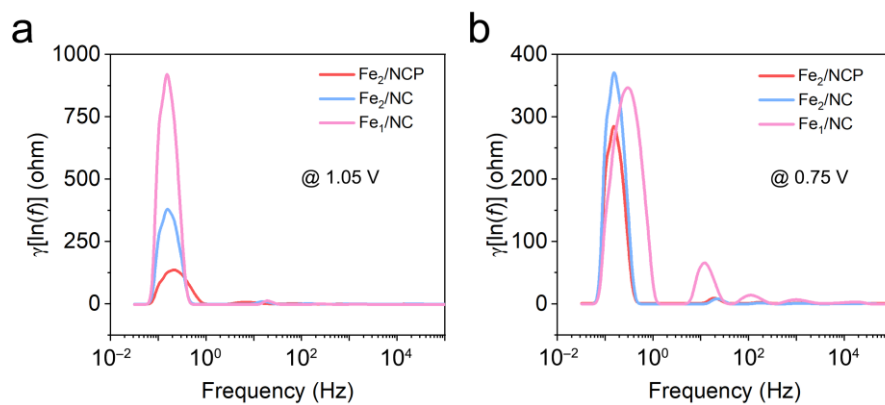 a
1000
750
500
250
0
γ[ln(f)] (ohm)
Fe₂/NCP
Fe₂/NC
Fe₁/NC
@ 1.05 V
10⁻² 10⁰ 10² 10⁴
Frequency (Hz)
b
400
300
200
100
0
γ[ln(f)] (ohm)
Fe₂/NCP
Fe₂/NC
Fe₁/NC
@ 0.75 V
10⁻² 10⁰ 10² 10⁴
Frequency (Hz)